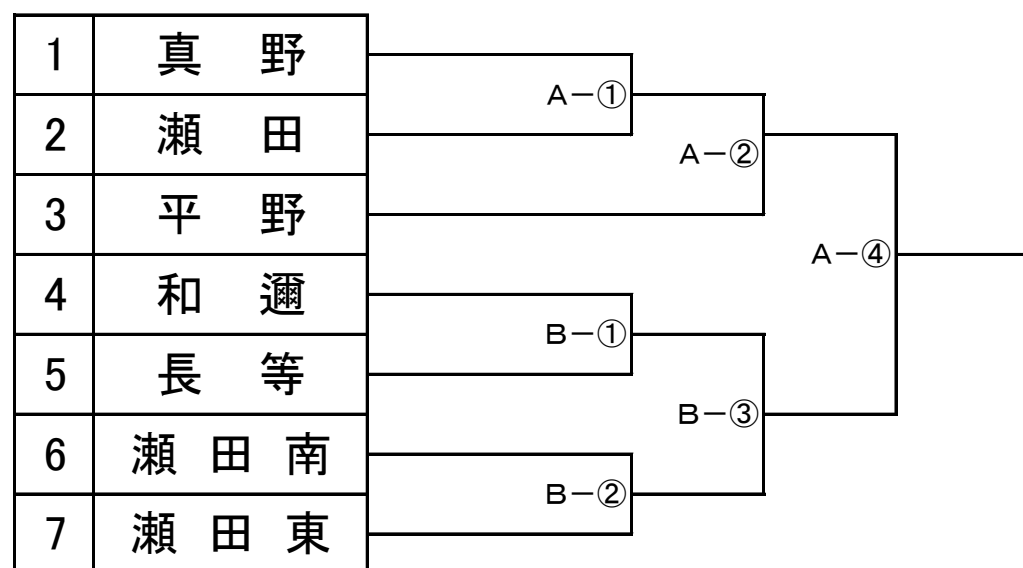 1 真 野
2 瀬 田
3 平 野
4 和 邇
5 長 等
6 瀬 田 南
7 瀬 田 東
A－①
A－②
A－④
B－①
B－③
B－②